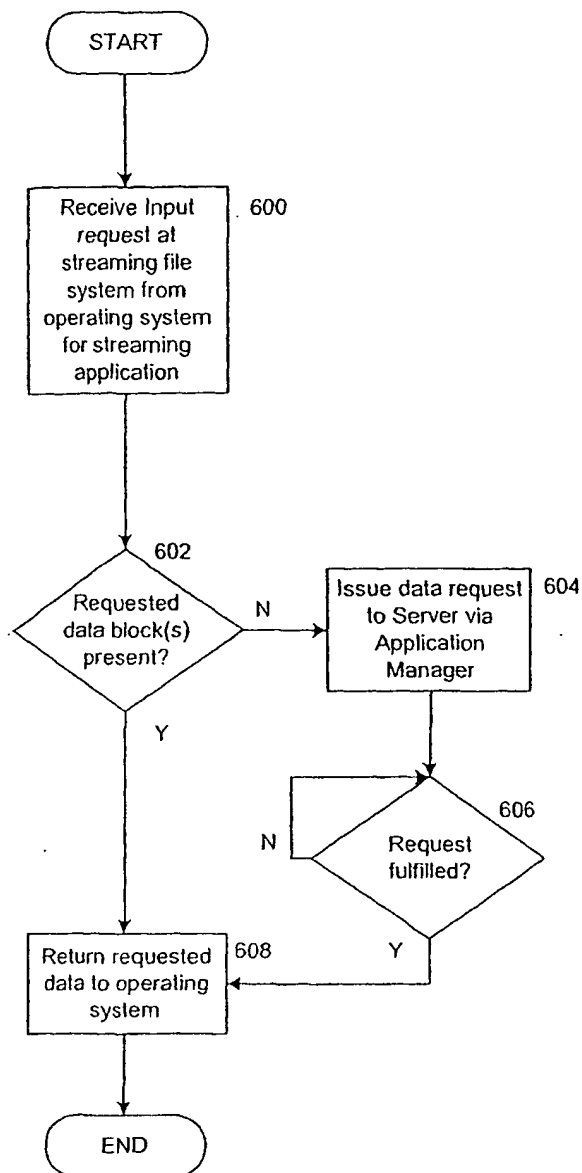 START
Receive Input
request at
streaming file
system from
operating system
for streaming
application
600
602
Requested
data block(s)
present?
N
Y
Issue data request
to Server via
Application
Manager
604
606
Request
fulfilled?
N
Y
Return requested
data to operating
system
608
END